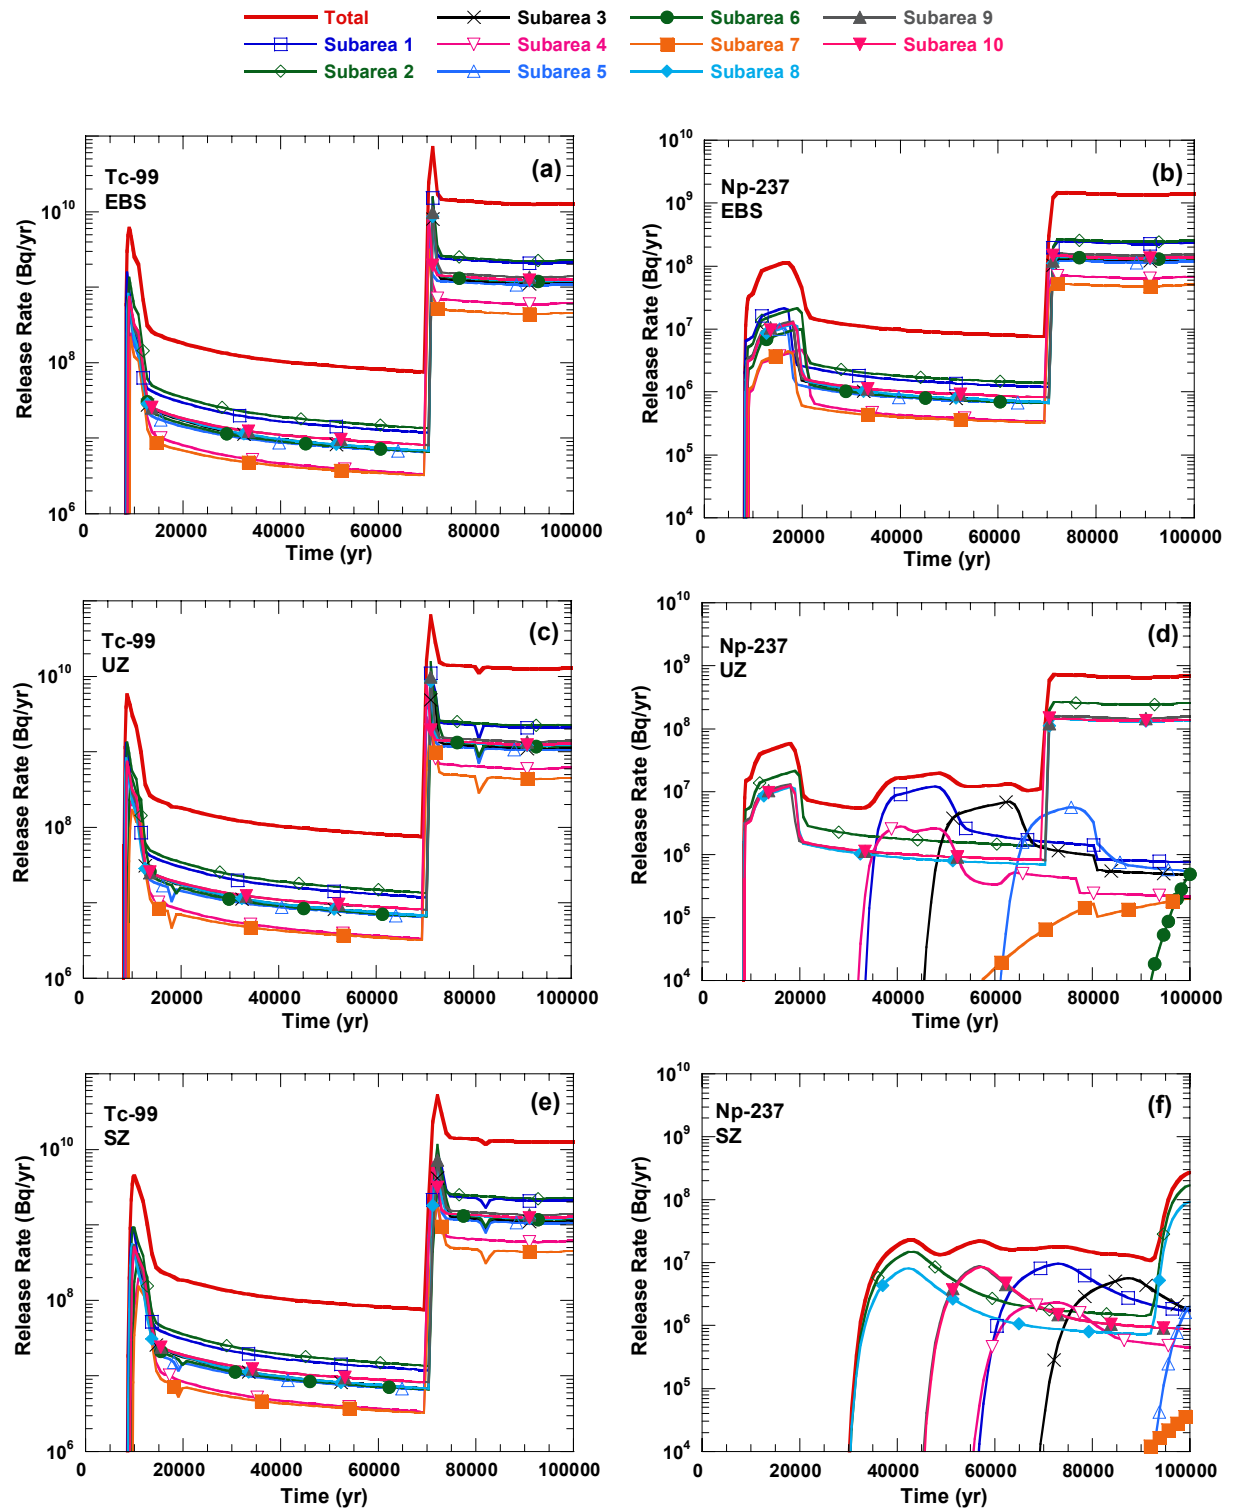 Total
Subarea 3
Subarea 6
Subarea 9
Subarea 1
Subarea 4
Subarea 7
Subarea 10
Subarea 2
Subarea 5
Subarea 8
(a)
Tc-99
EBS
Release Rate (Bq/yr)
10^10
10^8
10^6
0 20000 40000 60000 80000 100000
Time (yr)
(b)
Np-237
EBS
Release Rate (Bq/yr)
10^10
10^9
10^8
10^7
10^6
10^5
10^4
0 20000 40000 60000 80000 100000
Time (yr)
(c)
Tc-99
UZ
Release Rate (Bq/yr)
10^10
10^8
10^6
0 20000 40000 60000 80000 100000
Time (yr)
(d)
Np-237
UZ
Release Rate (Bq/yr)
10^10
10^9
10^8
10^7
10^6
10^5
10^4
0 20000 40000 60000 80000 100000
Time (yr)
(e)
Tc-99
SZ
Release Rate (Bq/yr)
10^10
10^8
10^6
0 20000 40000 60000 80000 100000
Time (yr)
(f)
Np-237
SZ
Release Rate (Bq/yr)
10^10
10^9
10^8
10^7
10^6
10^5
10^4
0 20000 40000 60000 80000 100000
Time (yr)